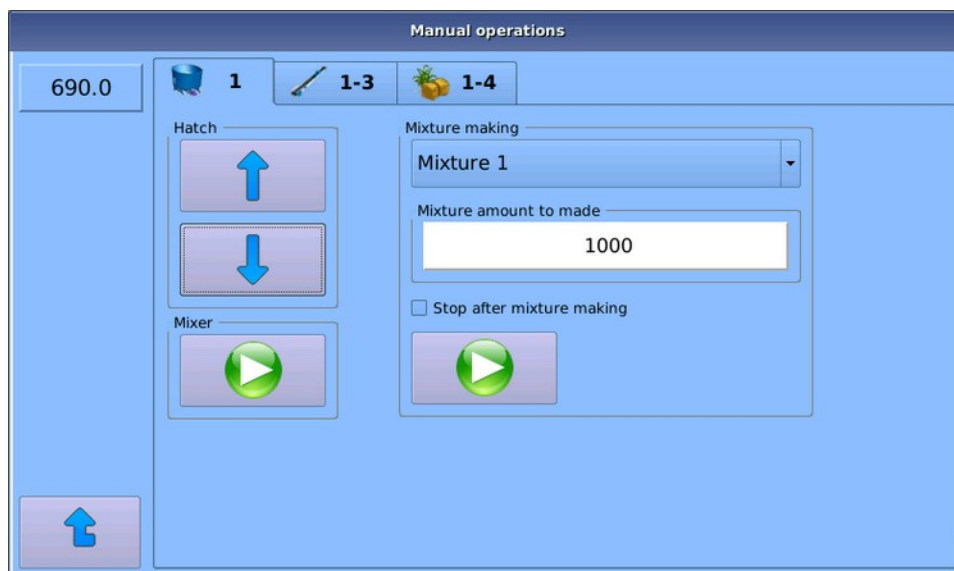 Manual operations
690.0
1
1-3
1-4
Hatch
Mixture making
Mixture 1
Mixture amount to made
1000
Stop after mixture making
Mixer